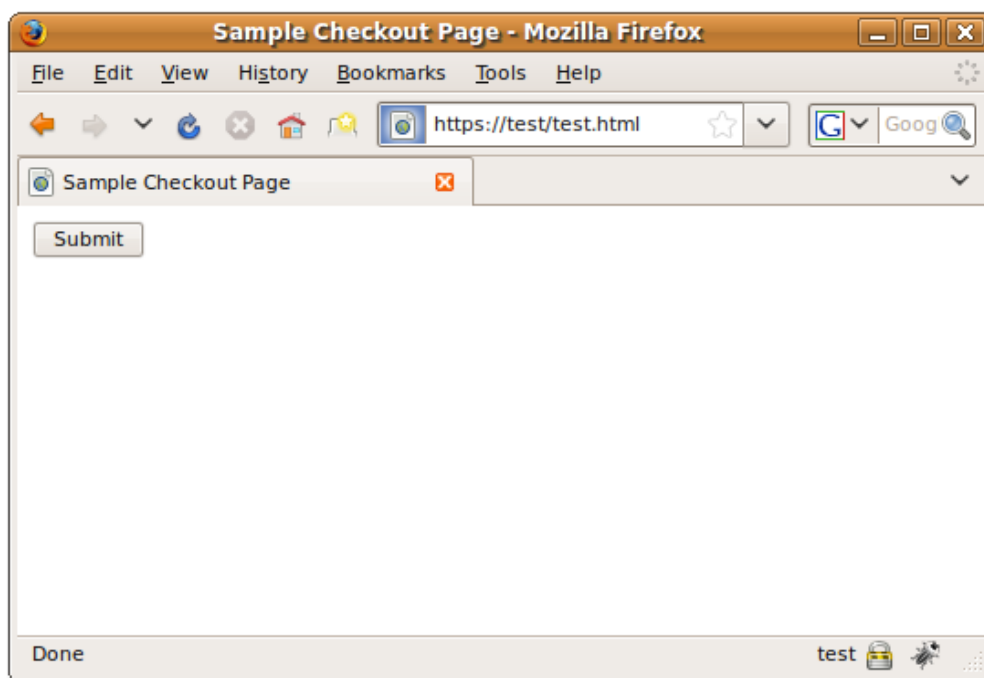 Sample Checkout Page - Mozilla Firefox
File Edit View History Bookmarks Tools Help
https://test/test.html G Goog
Sample Checkout Page
Submit
Done test